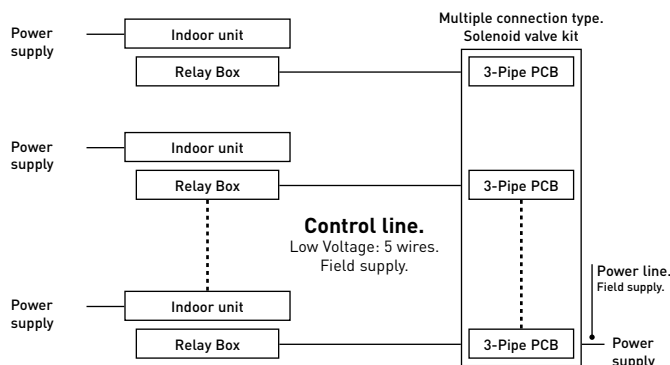 Multiple connection type.
Solenoid valve kit
Power
supply
Indoor unit
Relay Box
3-Pipe PCB
Power
supply
Indoor unit
Relay Box
3-Pipe PCB
Control line.
Low Voltage: 5 wires.
Field supply.
Power line.
Field supply.
Power
supply
Indoor unit
Relay Box
3-Pipe PCB
Power
supply